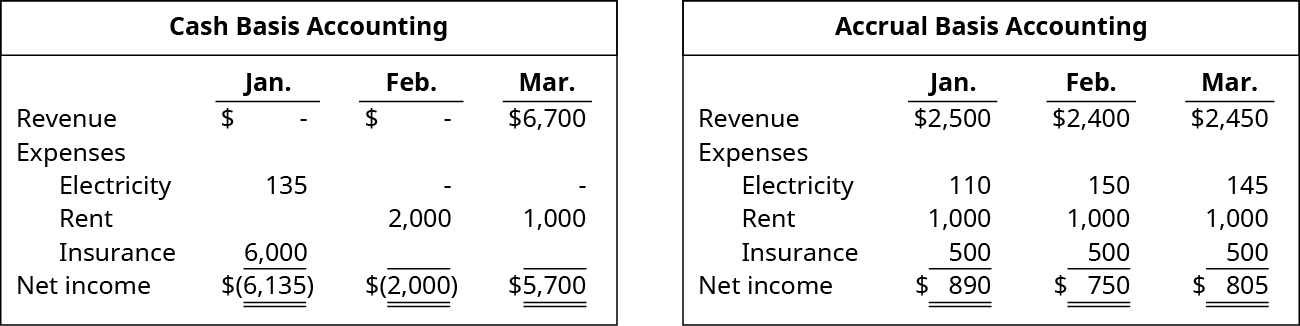 Cash Basis Accounting
Jan. Feb. Mar.
Revenue $ - $ - $6,700
Expenses
Electricity 135 - -
Rent 2,000 1,000
Insurance 6,000
Net income $(6,135) $(2,000) $5,700
Accrual Basis Accounting
Jan. Feb. Mar.
Revenue $2,500 $2,400 $2,450
Expenses
Electricity 110 150 145
Rent 1,000 1,000 1,000
Insurance 500 500 500
Net income $ 890 $ 750 $ 805